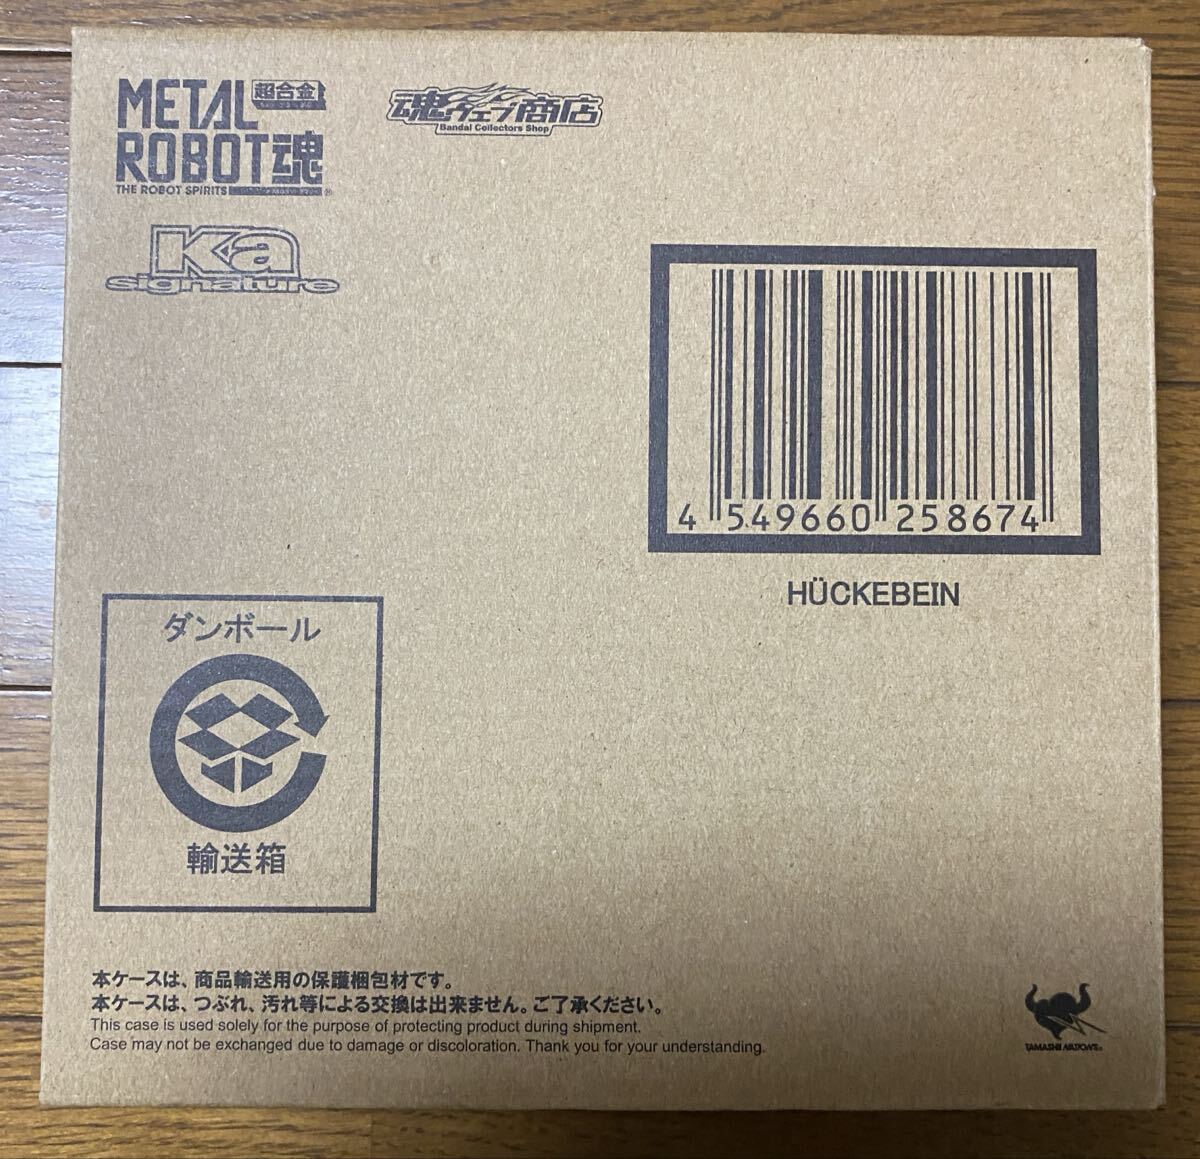 METAL 超合金
ROBOT魂
THE ROBOT SPIRITS
魂ウェブ商店
Bandai Collectors Shop
Ka
signature
4 549660 258674
HÜCKEBEIN
ダンボール
輸送箱
本ケースは、商品輸送用の保護梱包材です。
本ケースは、つぶれ、汚れ等による交換は出来ません。ご了承ください。
This case is used solely for the purpose of protecting product during shipment.
Case may not be exchanged due to damage or discoloration. Thank you for your understanding.
TAMASHII NATIONS